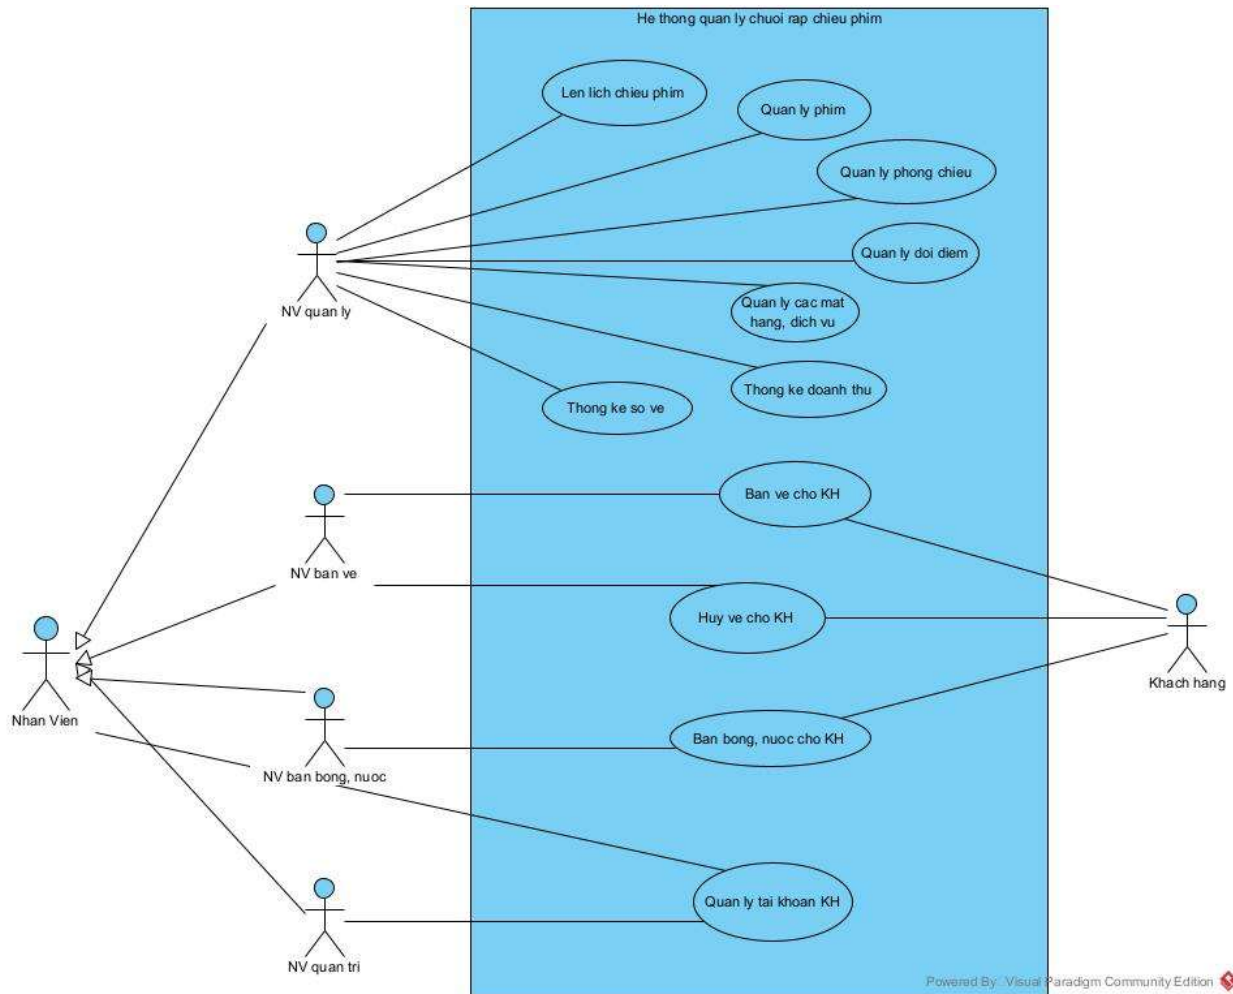 He thong quan ly chuoi rap chieu phim
Len lich chieu phim
Quan ly phim
Quan ly phong chieu
Quan ly doi diem
NV quan ly
Quan ly cac mat
hang, dich vu
Thong ke doanh thu
Thong ke so ve
Ban ve cho KH
NV ban ve
Huy ve cho KH
Khach hang
Nhan Vien
Ban bong, nuoc cho KH
NV ban bong, nuoc
Quan ly tai khoan KH
NV quan tri
Powered By: Visual Paradigm Community Edition